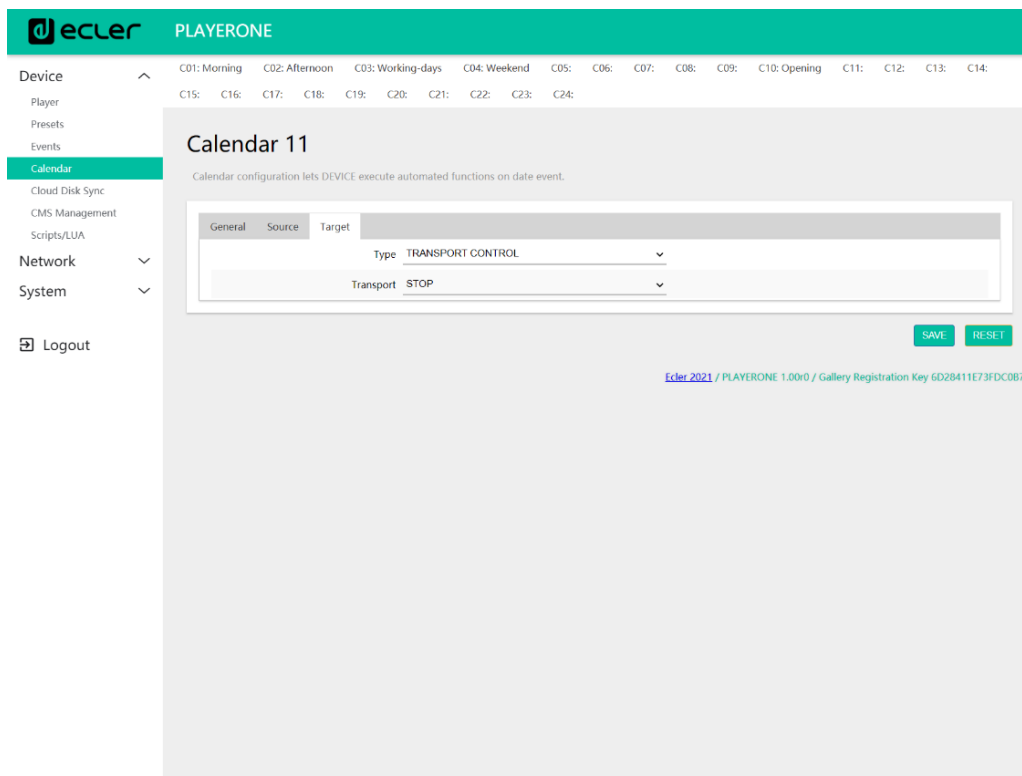 ecler PLAYERONE
Device
Player
Presets
Events
Calendar
Cloud Disk Sync
CMS Management
Scripts/LUA
Network
System
Logout
C01: Morning C02: Afternoon C03: Working-days C04: Weekend C05: C06: C07: C08: C09: C10: Opening C11: C12: C13: C14:
C15: C16: C17: C18: C19: C20: C21: C22: C23: C24:
Calendar 11
Calendar configuration lets DEVICE execute automated functions on date event.
General Source Target
Type TRANSPORT CONTROL
Transport STOP
SAVE RESET
Ecler 2021 / PLAYERONE 1.00r0 / Gallery Registration Key 6D28411E73FDC0B7